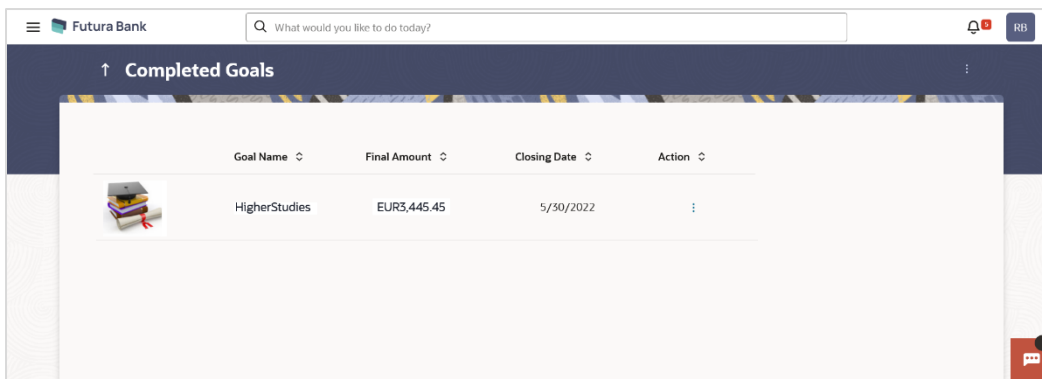 Futura Bank
What would you like to do today?
5
RB
Completed Goals
Goal Name Final Amount Closing Date Action
HigherStudies EUR3,445.45 5/30/2022